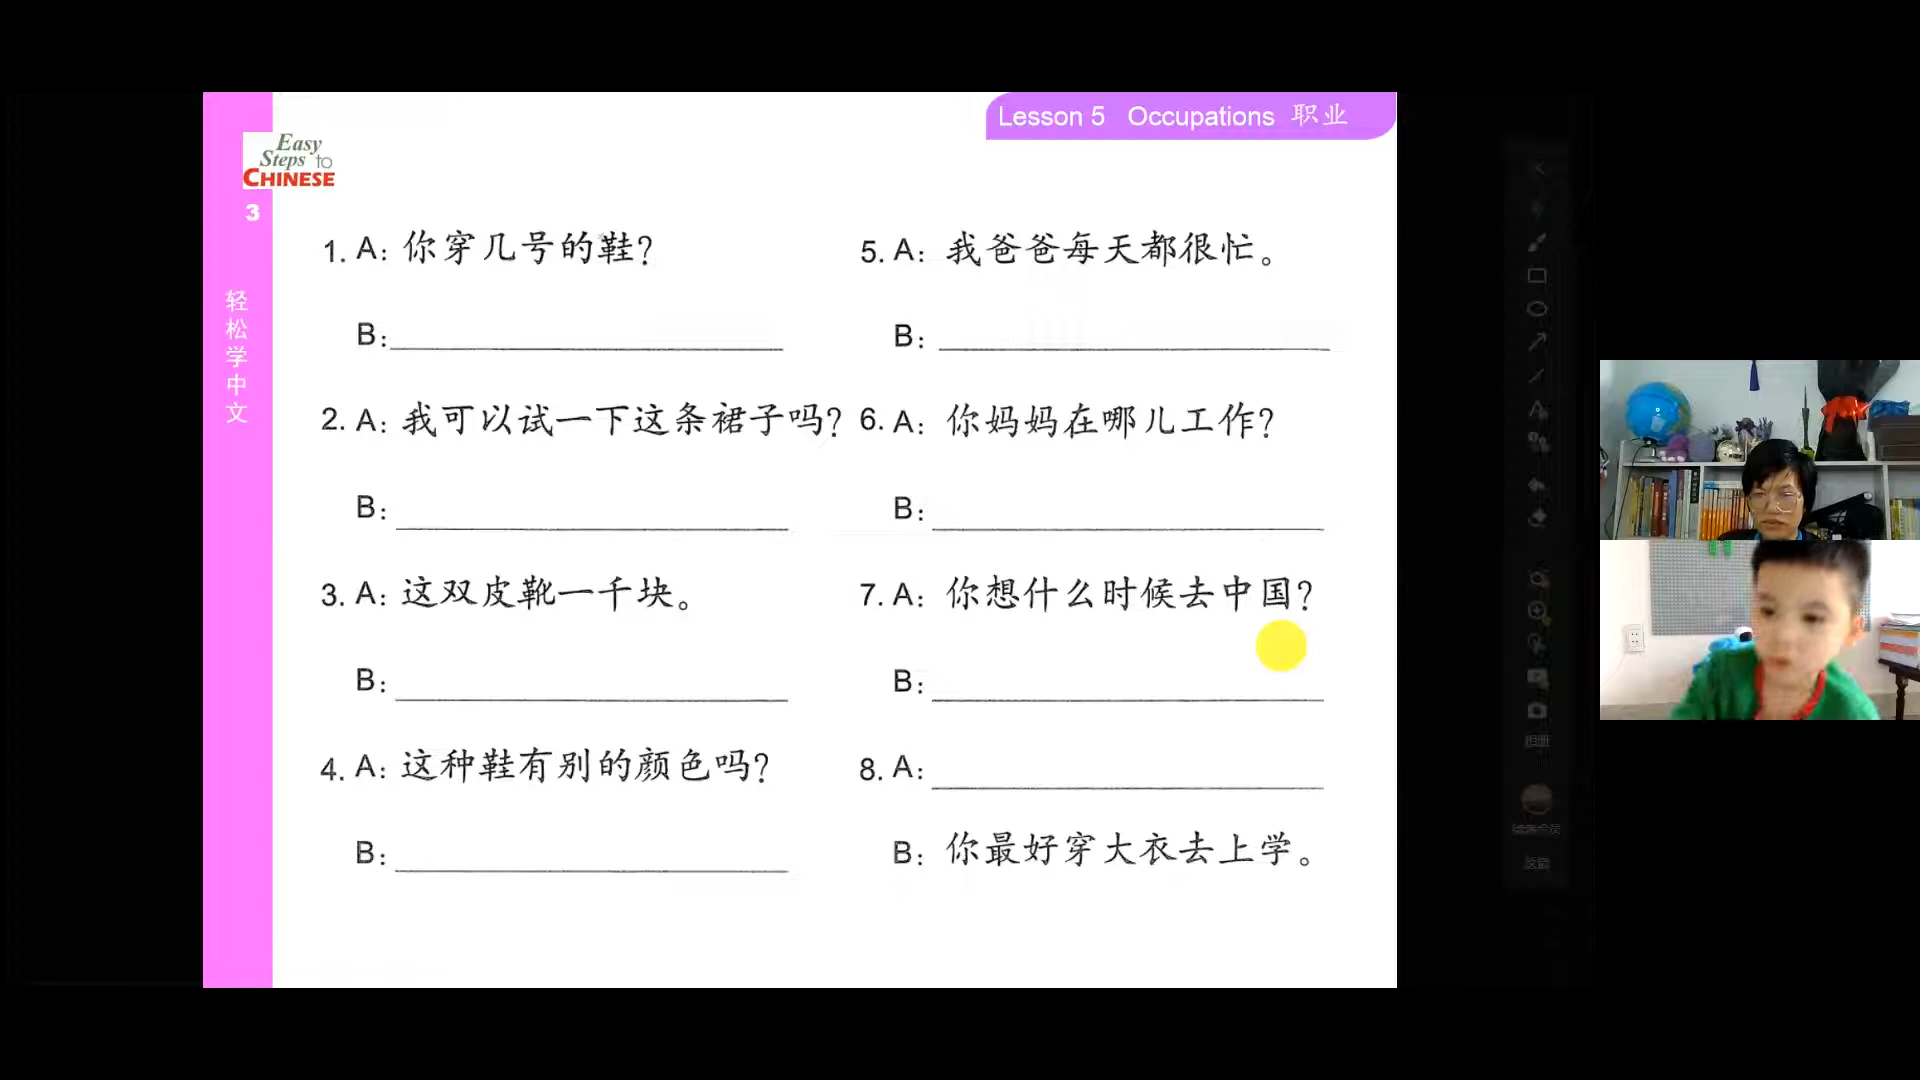 Lesson 5 Occupations 职业
Easy
Steps to
CHINESE
3
轻松学中文
1. A: 你穿几号的鞋?
B:
2. A: 我可以试一下这条裙子吗?
B:
3. A: 这双皮靴一千块。
B:
4. A: 这种鞋有别的颜色吗?
B:
5. A: 我爸爸每天都很忙。
B:
6. A: 你妈妈在哪儿工作?
B:
7. A: 你想什么时候去中国?
B:
8. A:
B: 你最好穿大衣去上学。